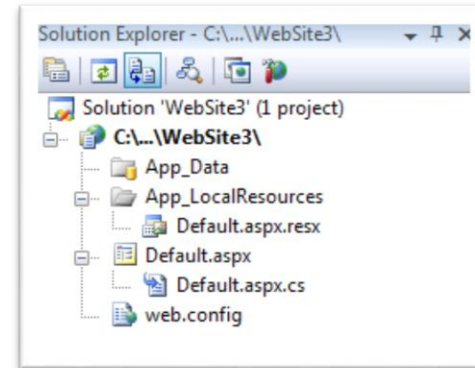 Solution Explorer - C:\...\WebSite3\
Solution 'WebSite3' (1 project)
C:\...\WebSite3\
App_Data
App_LocalResources
Default.aspx.resx
Default.aspx
Default.aspx.cs
web.config